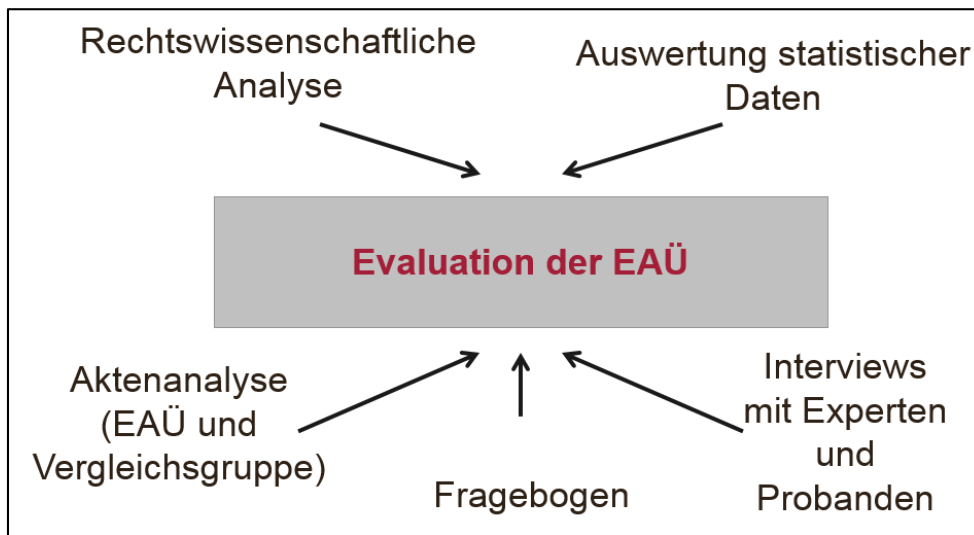 Rechtswissenschaftliche
Analyse
Auswertung statistischer
Daten
Evaluation der EAÜ
Aktenanalyse
(EAÜ und
Vergleichsgruppe)
Fragebogen
Interviews
mit Experten
und
Probanden